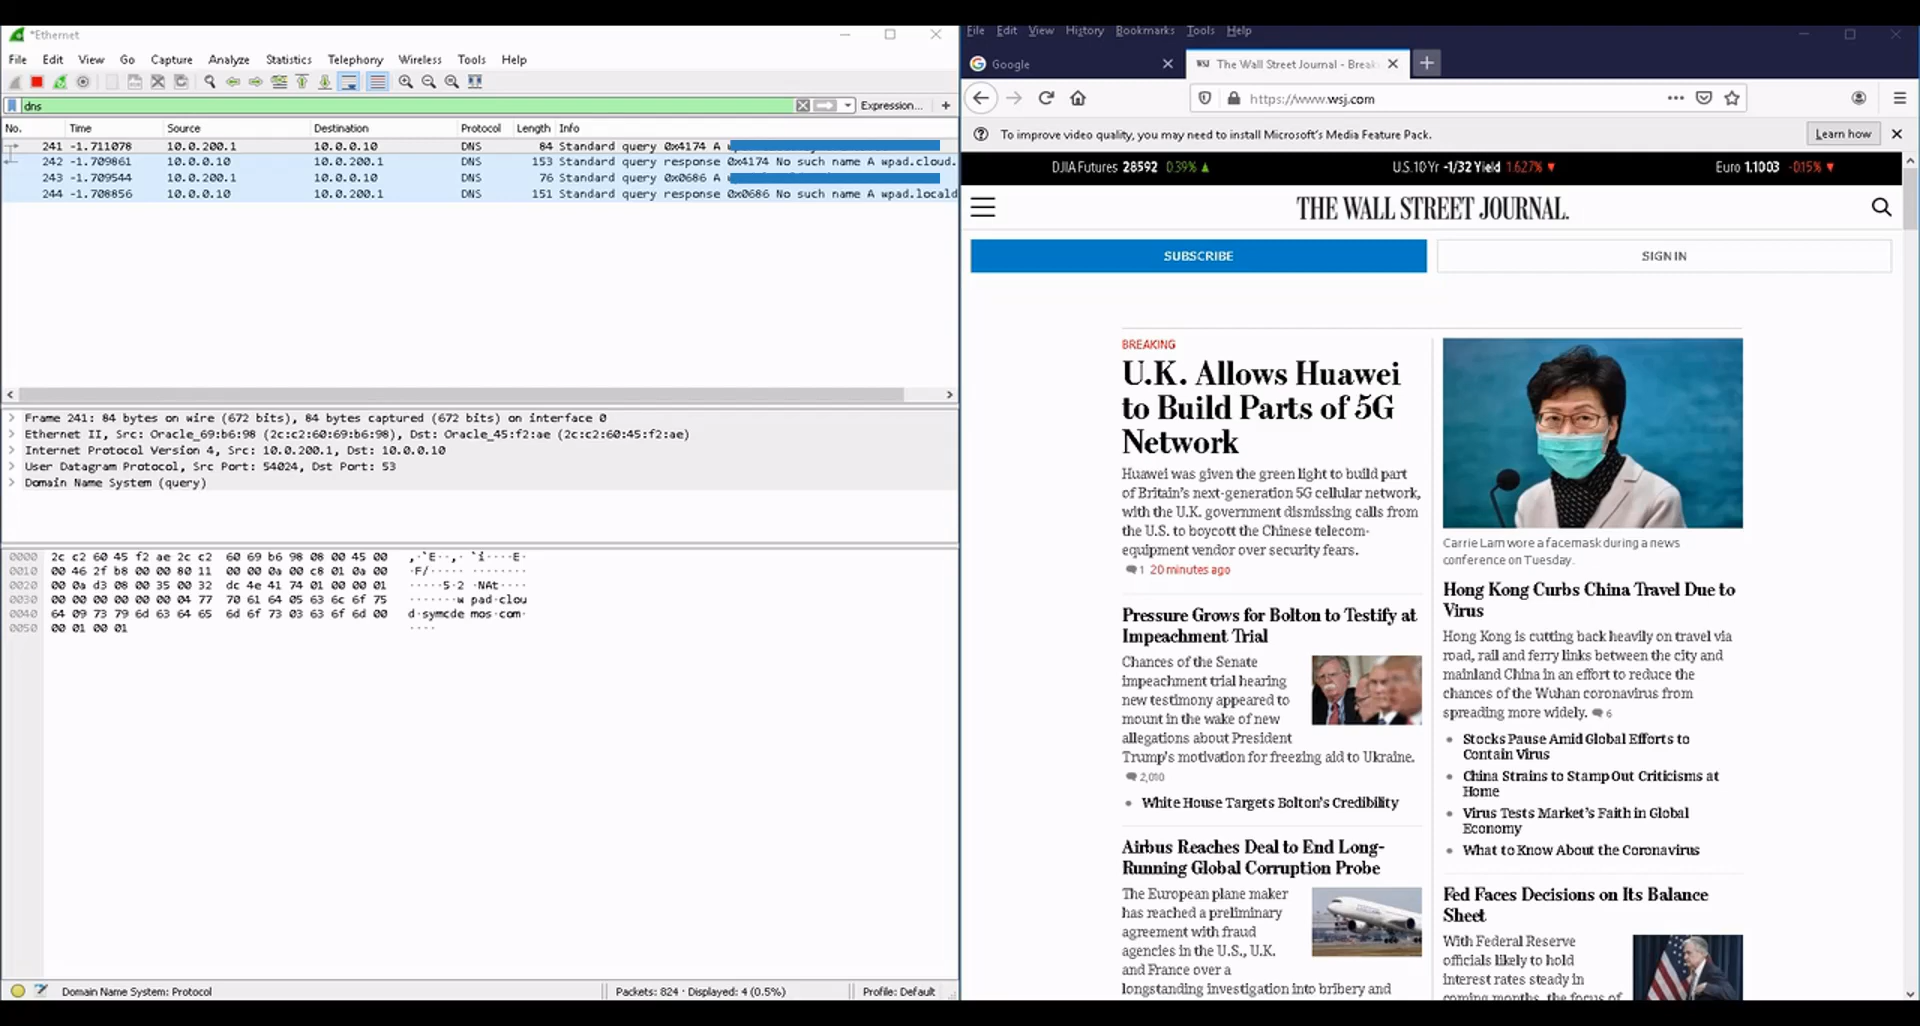 *Ethernet
File Edit View Go Capture Analyze Statistics Telephony Wireless Tools Help
dns
Expression... +
No. Time Source Destination Protocol Length Info
241 -1.711078 10.0.200.1 10.0.0.10 DNS 84 Standard query 0x4174 A
242 -1.709861 10.0.0.10 10.0.200.1 DNS 153 Standard query response 0x4174 No such name A wpad.cloud.
243 -1.709544 10.0.200.1 10.0.0.10 DNS 76 Standard query 0x0686 A
244 -1.708856 10.0.0.10 10.0.200.1 DNS 151 Standard query response 0x0686 No such name A wpad.locald
Frame 241: 84 bytes on wire (672 bits), 84 bytes captured (672 bits) on interface 0
Ethernet II, Src: Oracle_69:b6:98 (2c:c2:60:69:b6:98), Dst: Oracle_45:f2:ae (2c:c2:60:45:f2:ae)
Internet Protocol Version 4, Src: 10.0.200.1, Dst: 10.0.0.10
User Datagram Protocol, Src Port: 54024, Dst Port: 53
Domain Name System (query)
0000 2c c2 60 45 f2 ae 2c c2 60 69 b6 98 08 00 45 00 ,·`E··,· `i····E·
0010 00 46 2f b8 00 00 80 11 00 00 0a 00 c8 01 0a 00 ·F/····· ········
0020 00 0a d3 08 00 35 00 32 dc 4e 41 74 01 00 00 01 ·····5·2 ·NAt····
0030 00 00 00 00 00 00 04 77 70 61 64 05 63 6c 6f 75 ·······w pad·clou
0040 64 09 73 79 6d 63 64 65 6d 6f 73 03 63 6f 6d 00 d·symcde mos·com·
0050 00 01 00 01 ····
Domain Name System: Protocol
Packets: 824 · Displayed: 4 (0.5%)
Profile: Default
File Edit View History Bookmarks Tools Help
Google
WSJ The Wall Street Journal - Break
https://www.wsj.com
To improve video quality, you may need to install Microsoft's Media Feature Pack.
Learn how
DJIA Futures 28592 0.39% ▲
U.S. 10 Yr -1/32 Yield 1.627% ▼
Euro 1.1003 -0.15% ▼
THE WALL STREET JOURNAL.
SUBSCRIBE
SIGN IN
BREAKING
U.K. Allows Huawei
to Build Parts of 5G
Network
Huawei was given the green light to build part
of Britain's next-generation 5G cellular network,
with the U.K. government dismissing calls from
the U.S. to boycott the Chinese telecom-
equipment vendor over security fears.
1 20 minutes ago
Pressure Grows for Bolton to Testify at
Impeachment Trial
Chances of the Senate
impeachment trial hearing
new testimony appeared to
mount in the wake of new
allegations about President
Trump's motivation for freezing aid to Ukraine.
2,010
White House Targets Bolton's Credibility
Airbus Reaches Deal to End Long-
Running Global Corruption Probe
The European plane maker
has reached a preliminary
agreement with fraud
agencies in the U.S., U.K.
and France over a
longstanding investigation into bribery and
Carrie Lam wore a facemask during a news
conference on Tuesday.
Hong Kong Curbs China Travel Due to
Virus
Hong Kong is cutting back heavily on travel via
road, rail and ferry links between the city and
mainland China in an effort to reduce the
chances of the Wuhan coronavirus from
spreading more widely. 6
Stocks Pause Amid Global Efforts to
Contain Virus
China Strains to Stamp Out Criticisms at
Home
Virus Tests Market's Faith in Global
Economy
What to Know About the Coronavirus
Fed Faces Decisions on Its Balance
Sheet
With Federal Reserve
officials likely to hold
interest rates steady in
coming months, the focus of